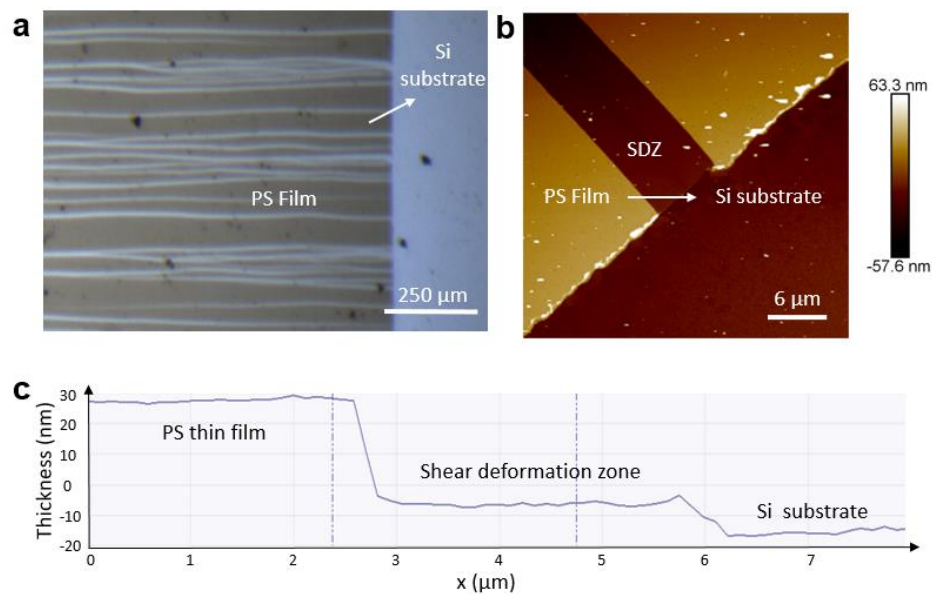 a
Si
substrate
PS Film
250 µm
b
SDZ
PS Film
Si substrate
6 µm
63.3 nm
-57.6 nm
c
Thickness (nm)
30
20
10
0
-10
-20
PS thin film
Shear deformation zone
Si substrate
0 1 2 3 4 5 6 7
x (µm)